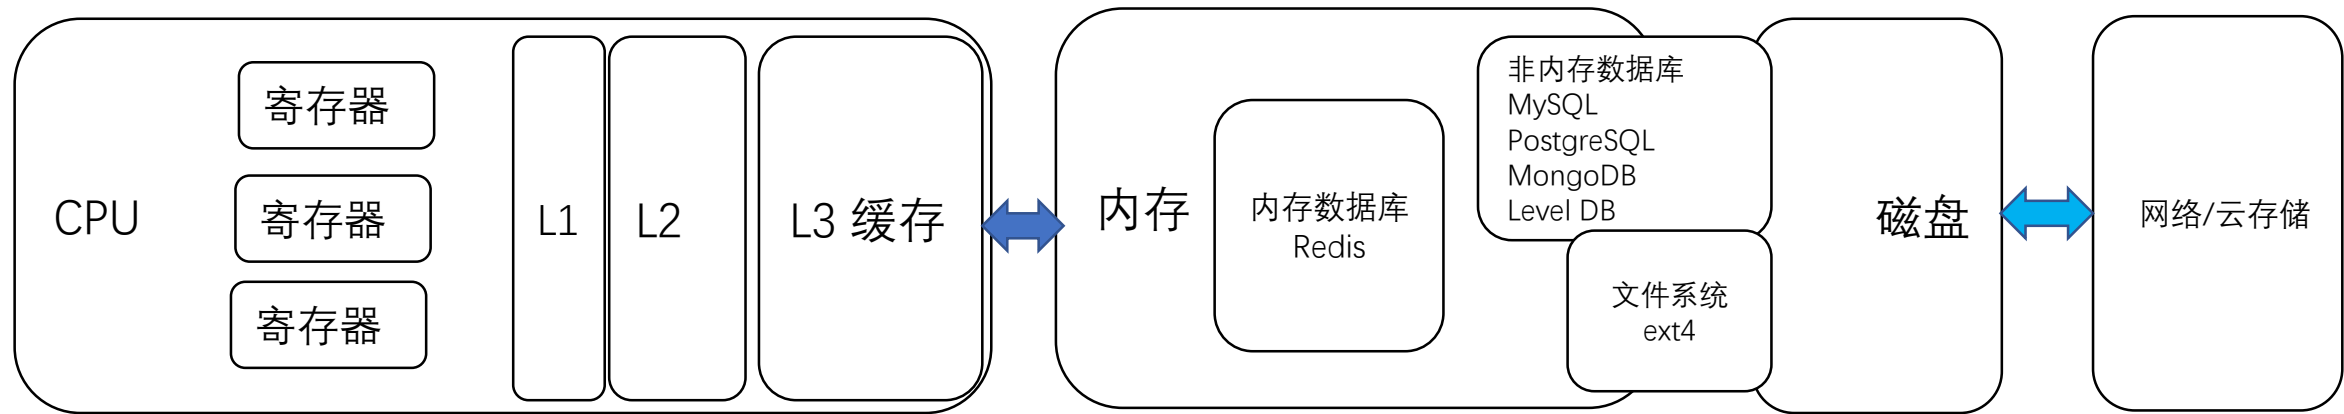 CPU
寄存器
寄存器
寄存器
L1
L2
L3 缓存
内存
内存数据库
Redis
非内存数据库
MySQL
PostgreSQL
MongoDB
Level DB
文件系统
ext4
磁盘
网络/云存储